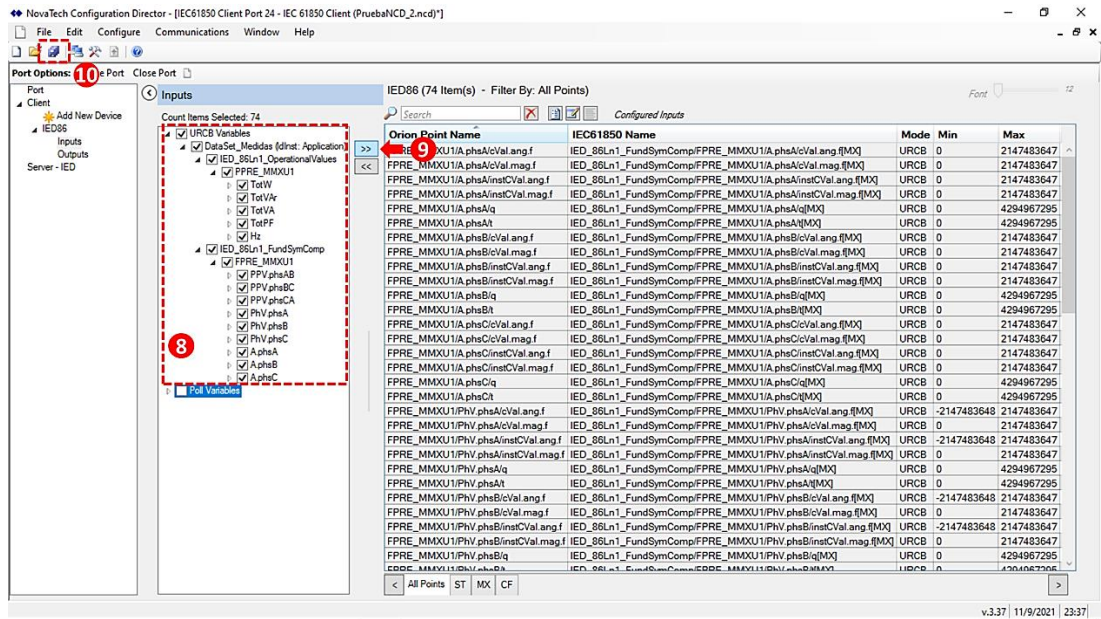 NovaTech Configuration Director - [IEC61850 Client Port 24 - IEC 61850 Client (PruebaNCD_2.ncd)*]
File Edit Configure Communications Window Help
Port Options: e Port Close Port
10
Port
Client
Add New Device
IED86
Inputs
Outputs
Server - IED
Inputs
Count Items Selected: 74
URCB Variables
DataSet_Medidas (IdInst: Application)
IED_86Ln1_OperationalValues
PPRE_MMXU1
TotW
TotVAr
TotVA
TotPF
Hz
IED_86Ln1_FundSymComp
FPRE_MMXU1
PPV.phsAB
PPV.phsBC
PPV.phsCA
PhV.phsA
PhV.phsB
PhV.phsC
A.phsA
A.phsB
A.phsC
Poll Variables
8
>>
<<
9
IED86 (74 Item(s) - Filter By: All Points)
Font 12
Search Configured Inputs
Orion Point Name IEC61850 Name Mode Min Max
MXU1/A.phsA/cVal.ang.f IED_86Ln1_FundSymComp/FPRE_MMXU1/A.phsA/cVal.ang.f[MX] URCB 0 2147483647
FPRE_MMXU1/A.phsA/cVal.mag.f IED_86Ln1_FundSymComp/FPRE_MMXU1/A.phsA/cVal.mag.f[MX] URCB 0 2147483647
FPRE_MMXU1/A.phsA/instCVal.ang.f IED_86Ln1_FundSymComp/FPRE_MMXU1/A.phsA/instCVal.ang.f[MX] URCB 0 2147483647
FPRE_MMXU1/A.phsA/instCVal.mag.f IED_86Ln1_FundSymComp/FPRE_MMXU1/A.phsA/instCVal.mag.f[MX] URCB 0 2147483647
FPRE_MMXU1/A.phsA/q IED_86Ln1_FundSymComp/FPRE_MMXU1/A.phsA/q[MX] URCB 0 4294967295
FPRE_MMXU1/A.phsA/t IED_86Ln1_FundSymComp/FPRE_MMXU1/A.phsA/t[MX] URCB 0 4294967295
FPRE_MMXU1/A.phsB/cVal.ang.f IED_86Ln1_FundSymComp/FPRE_MMXU1/A.phsB/cVal.ang.f[MX] URCB 0 2147483647
FPRE_MMXU1/A.phsB/cVal.mag.f IED_86Ln1_FundSymComp/FPRE_MMXU1/A.phsB/cVal.mag.f[MX] URCB 0 2147483647
FPRE_MMXU1/A.phsB/instCVal.ang.f IED_86Ln1_FundSymComp/FPRE_MMXU1/A.phsB/instCVal.ang.f[MX] URCB 0 2147483647
FPRE_MMXU1/A.phsB/instCVal.mag.f IED_86Ln1_FundSymComp/FPRE_MMXU1/A.phsB/instCVal.mag.f[MX] URCB 0 2147483647
FPRE_MMXU1/A.phsB/q IED_86Ln1_FundSymComp/FPRE_MMXU1/A.phsB/q[MX] URCB 0 4294967295
FPRE_MMXU1/A.phsB/t IED_86Ln1_FundSymComp/FPRE_MMXU1/A.phsB/t[MX] URCB 0 4294967295
FPRE_MMXU1/A.phsC/cVal.ang.f IED_86Ln1_FundSymComp/FPRE_MMXU1/A.phsC/cVal.ang.f[MX] URCB 0 2147483647
FPRE_MMXU1/A.phsC/cVal.mag.f IED_86Ln1_FundSymComp/FPRE_MMXU1/A.phsC/cVal.mag.f[MX] URCB 0 2147483647
FPRE_MMXU1/A.phsC/instCVal.ang.f IED_86Ln1_FundSymComp/FPRE_MMXU1/A.phsC/instCVal.ang.f[MX] URCB 0 2147483647
FPRE_MMXU1/A.phsC/instCVal.mag.f IED_86Ln1_FundSymComp/FPRE_MMXU1/A.phsC/instCVal.mag.f[MX] URCB 0 2147483647
FPRE_MMXU1/A.phsC/q IED_86Ln1_FundSymComp/FPRE_MMXU1/A.phsC/q[MX] URCB 0 4294967295
FPRE_MMXU1/A.phsC/t IED_86Ln1_FundSymComp/FPRE_MMXU1/A.phsC/t[MX] URCB 0 4294967295
FPRE_MMXU1/PhV.phsA/cVal.ang.f IED_86Ln1_FundSymComp/FPRE_MMXU1/PhV.phsA/cVal.ang.f[MX] URCB -2147483648 2147483647
FPRE_MMXU1/PhV.phsA/cVal.mag.f IED_86Ln1_FundSymComp/FPRE_MMXU1/PhV.phsA/cVal.mag.f[MX] URCB 0 2147483647
FPRE_MMXU1/PhV.phsA/instCVal.ang.f IED_86Ln1_FundSymComp/FPRE_MMXU1/PhV.phsA/instCVal.ang.f[MX] URCB -2147483648 2147483647
FPRE_MMXU1/PhV.phsA/instCVal.mag.f IED_86Ln1_FundSymComp/FPRE_MMXU1/PhV.phsA/instCVal.mag.f[MX] URCB 0 2147483647
FPRE_MMXU1/PhV.phsA/q IED_86Ln1_FundSymComp/FPRE_MMXU1/PhV.phsA/q[MX] URCB 0 4294967295
FPRE_MMXU1/PhV.phsA/t IED_86Ln1_FundSymComp/FPRE_MMXU1/PhV.phsA/t[MX] URCB 0 4294967295
FPRE_MMXU1/PhV.phsB/cVal.ang.f IED_86Ln1_FundSymComp/FPRE_MMXU1/PhV.phsB/cVal.ang.f[MX] URCB -2147483648 2147483647
FPRE_MMXU1/PhV.phsB/cVal.mag.f IED_86Ln1_FundSymComp/FPRE_MMXU1/PhV.phsB/cVal.mag.f[MX] URCB 0 2147483647
FPRE_MMXU1/PhV.phsB/instCVal.ang.f IED_86Ln1_FundSymComp/FPRE_MMXU1/PhV.phsB/instCVal.ang.f[MX] URCB -2147483648 2147483647
FPRE_MMXU1/PhV.phsB/instCVal.mag.f IED_86Ln1_FundSymComp/FPRE_MMXU1/PhV.phsB/instCVal.mag.f[MX] URCB 0 2147483647
FPRE_MMXU1/PhV.phsB/q IED_86Ln1_FundSymComp/FPRE_MMXU1/PhV.phsB/q[MX] URCB 0 4294967295
< All Points ST MX CF >
v.3.37 11/9/2021 23:37